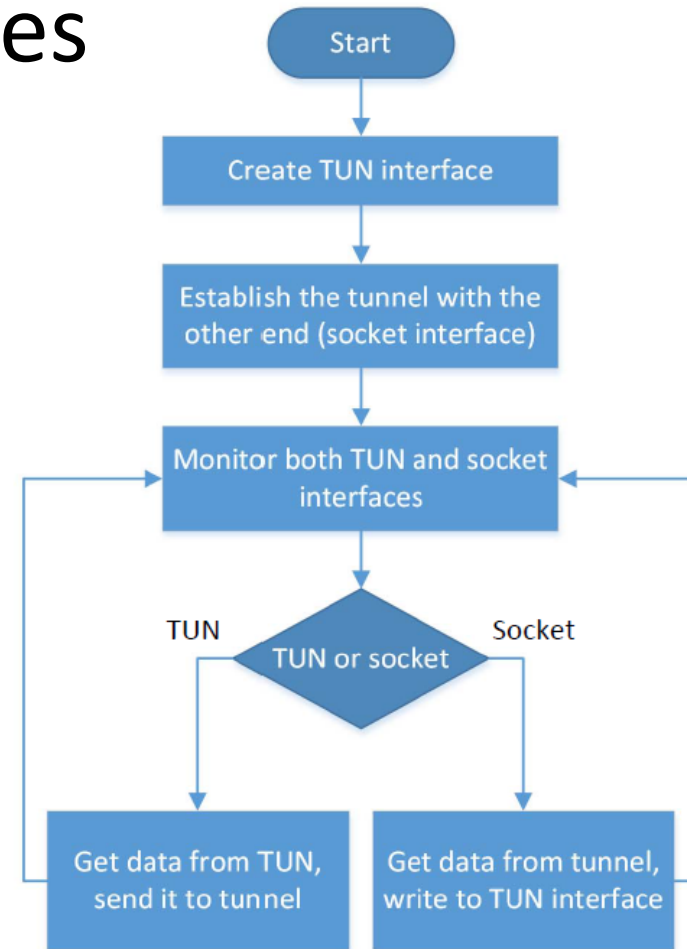 es
Start
Create TUN interface
Establish the tunnel with the
other end (socket interface)
Monitor both TUN and socket
interfaces
TUN
Socket
TUN or socket
Get data from TUN,
send it to tunnel
Get data from tunnel,
write to TUN interface